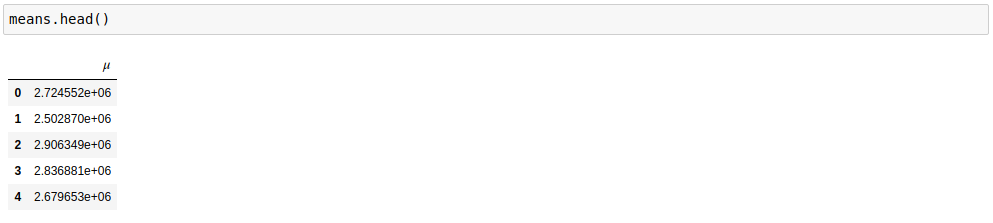 means.head()
μ
0 2.724552e+06
1 2.502870e+06
2 2.906349e+06
3 2.836881e+06
4 2.679653e+06